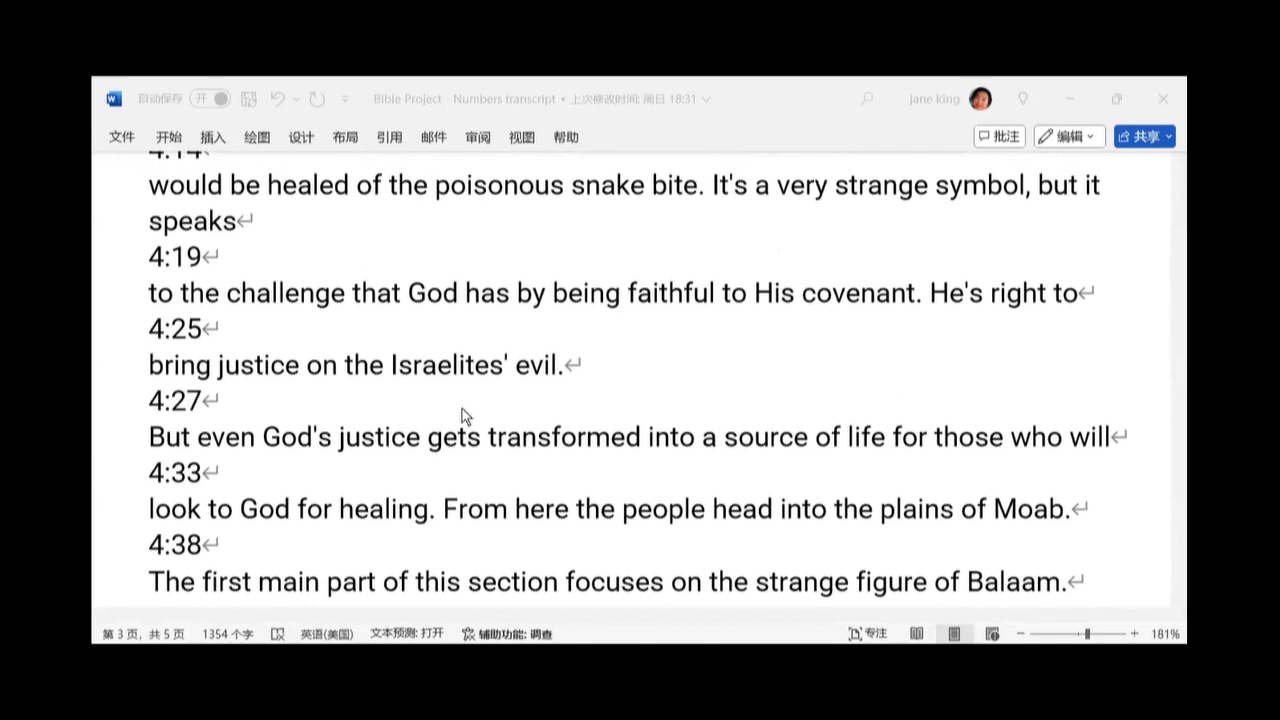 自动保存 开 Bible Project - Numbers transcript • 上次修改时间: 周日 18:31 jane king
文件 开始 插入 绘图 设计 布局 引用 邮件 审阅 视图 帮助 批注 编辑 共享
4:14
would be healed of the poisonous snake bite. It's a very strange symbol, but it
speaks
4:19
to the challenge that God has by being faithful to His covenant. He's right to
4:25
bring justice on the Israelites' evil.
4:27
But even God's justice gets transformed into a source of life for those who will
4:33
look to God for healing. From here the people head into the plains of Moab.
4:38
The first main part of this section focuses on the strange figure of Balaam.
第 3 页, 共 5 页 1354 个字 英语(美国) 文本预测: 打开 辅助功能: 调查 专注 181%